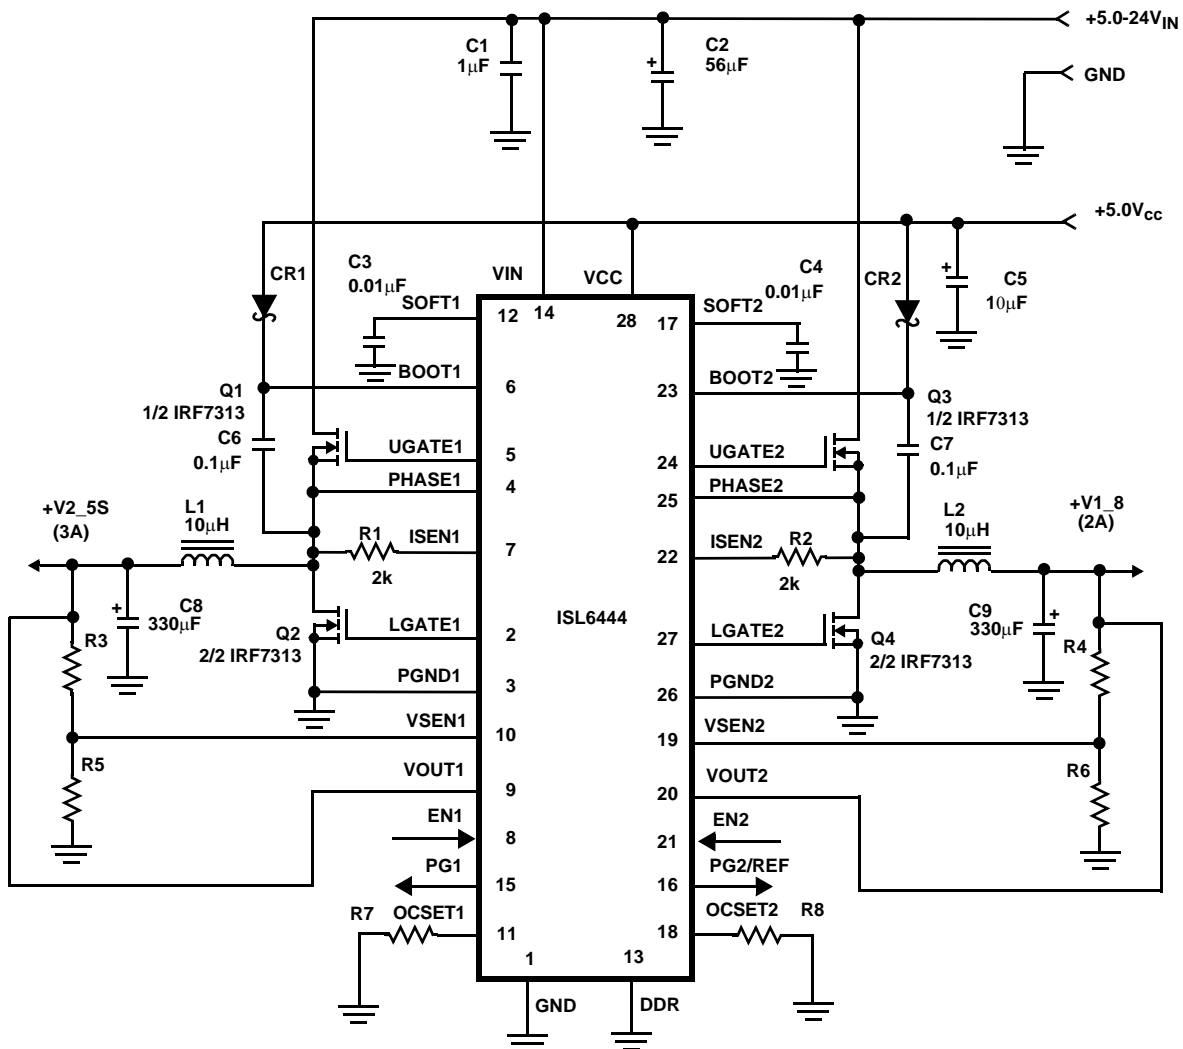 +5.0-24VIN
C1
1μF
C2
56μF
GND
+5.0Vcc
C3
0.01μF
VIN
VCC
C4
0.01μF
CR1
CR2
C5
10μF
SOFT1
12
14
28
17
SOFT2
BOOT1
6
23
BOOT2
Q1
1/2 IRF7313
C6
0.1μF
Q3
1/2 IRF7313
C7
0.1μF
UGATE1
5
24
UGATE2
PHASE1
4
25
PHASE2
+V2_5S
(3A)
L1
10μH
R1
2k
ISEN1
7
22
ISEN2
R2
2k
L2
10μH
+V1_8
(2A)
ISL6444
C8
330μF
Q2
2/2 IRF7313
LGATE1
2
27
LGATE2
Q4
2/2 IRF7313
C9
330μF
R3
R4
PGND1
3
26
PGND2
VSEN1
10
19
VSEN2
R5
R6
VOUT1
9
20
VOUT2
EN1
8
21
EN2
PG1
15
16
PG2/REF
R7
OCSET1
11
18
OCSET2
R8
1
13
GND
DDR